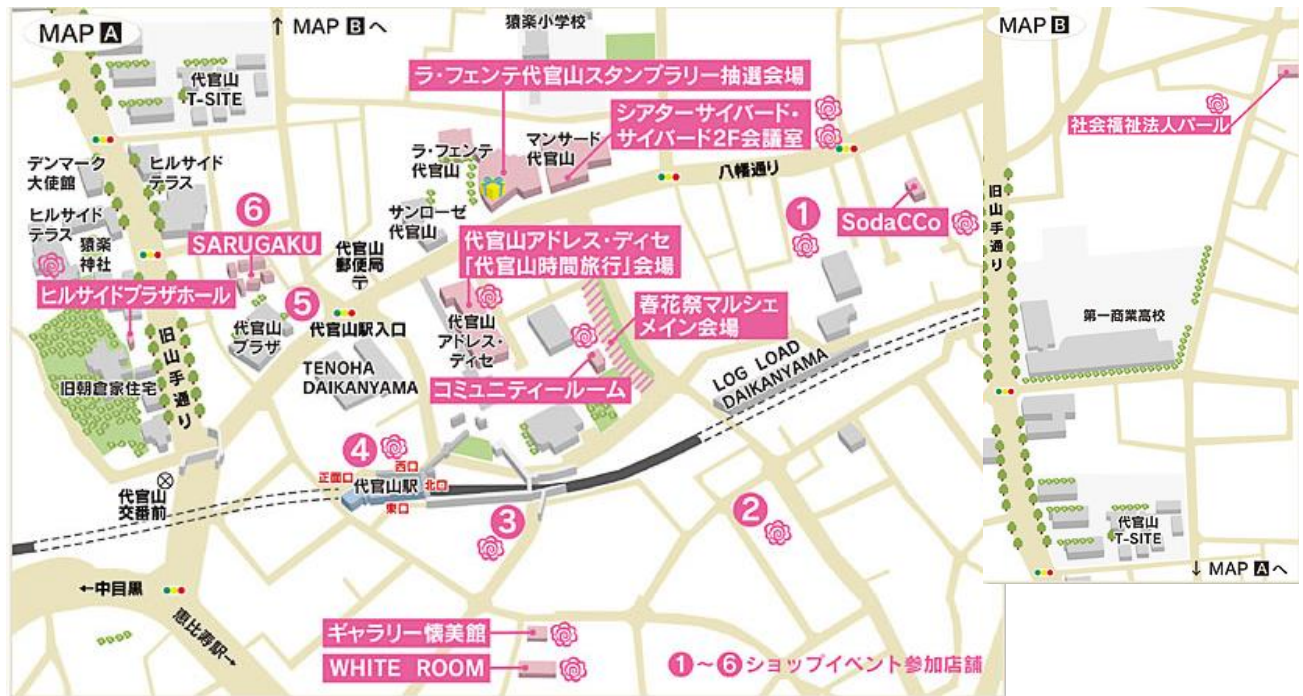 MAP A
↑ MAP B へ
猿楽小学校
代官山
T-SITE
ラ・フェンテ代官山スタンプラリー抽選会場
シアターサイバード・
サイバード2F会議室
デンマーク
大使館
ヒルサイド
テラス
ラ・フェンテ
代官山
マンサード
代官山
八幡通り
ヒルサイド
テラス
猿楽
神社
6
SARUGAKU
サンローゼ
代官山
1
SodaCCo
代官山
郵便局
代官山アドレス・ディセ
「代官山時間旅行」会場
ヒルサイドプラザホール
5
代官山駅入口
代官山
プラザ
代官山
アドレス・
ディセ
春花祭マルシェ
メイン会場
旧朝倉家住宅
旧山手通り
TENOHA
DAIKANYAMA
コミュニティールーム
LOG LOAD
DAIKANYAMA
4
正面口
西口
代官山駅
北口
東口
代官山
交番前
3
2
←中目黒
恵比寿駅→
ギャラリー懐美館
WHITE ROOM
1～6ショップイベント参加店舗
MAP B
社会福祉法人パール
旧山手通り
第一商業高校
代官山
T-SITE
↓ MAP A へ